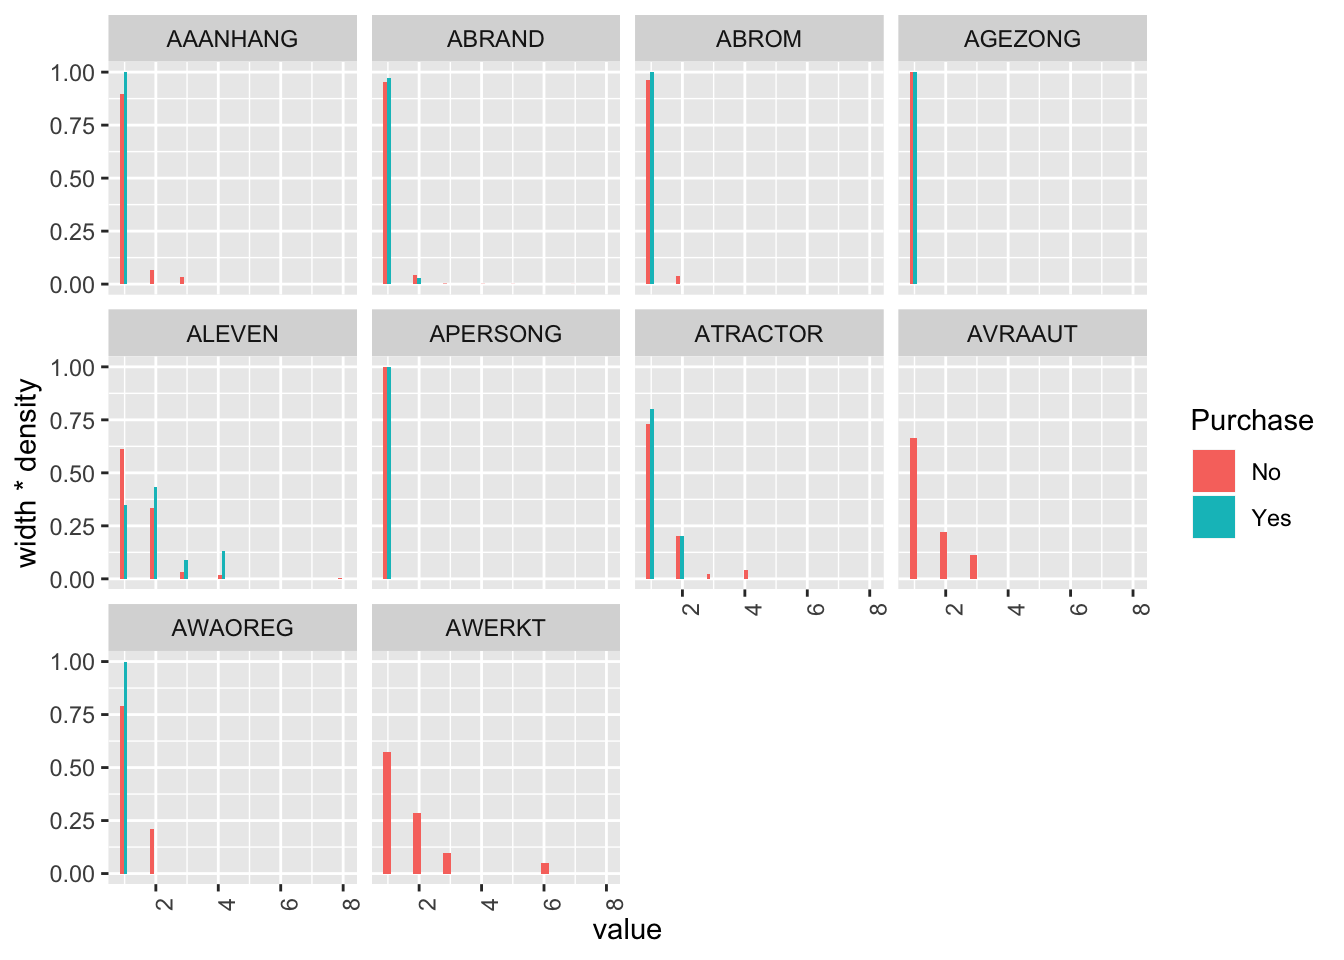 AAANHANG ABRAND ABROM AGEZONG
1.00
0.75
0.50
0.25
0.00
ALEVEN APERSONG ATRACTOR AVRAAUT
1.00
0.75
0.50
0.25
0.00
2 4 6 8 2 4 6 8
AWAOREG AWERKT
1.00
0.75
0.50
0.25
0.00
2 4 6 8 2 4 6 8
value
width * density
Purchase
No
Yes